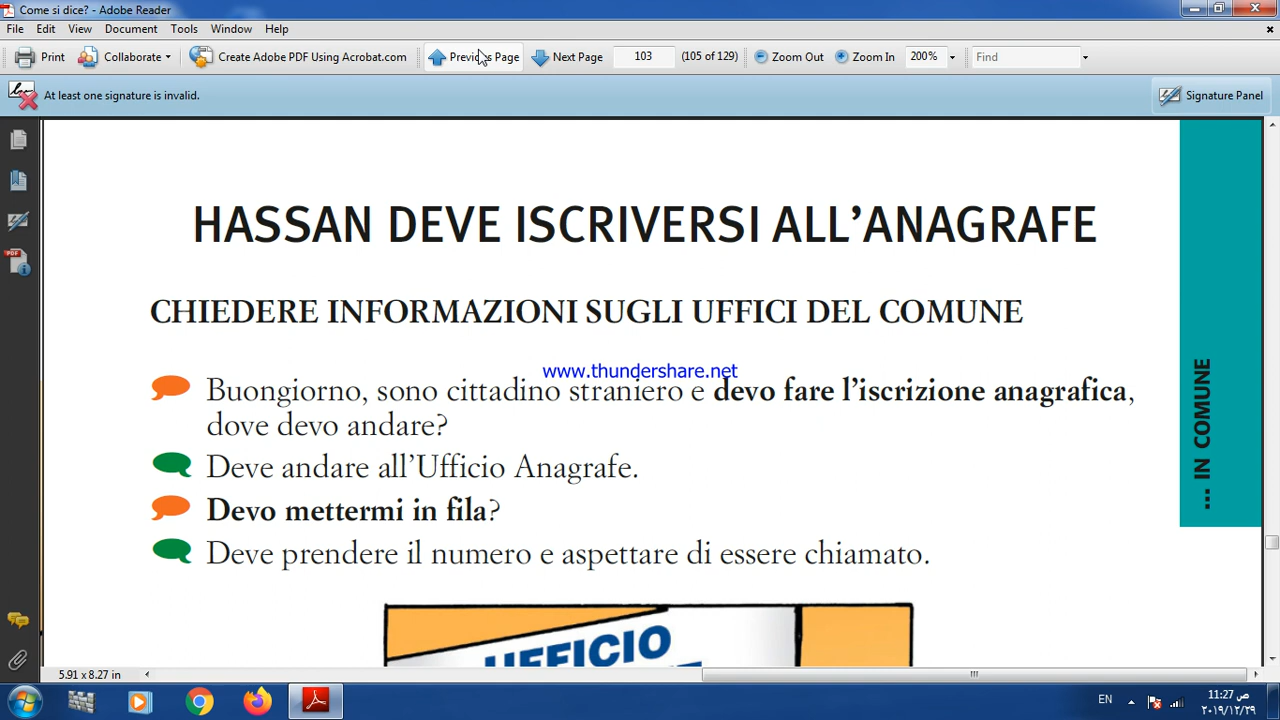 Come si dice? - Adobe Reader
File Edit View Document Tools Window Help
Print Collaborate Create Adobe PDF Using Acrobat.com Previous Page Next Page 103 (105 of 129) Zoom Out Zoom In 200% Find
At least one signature is invalid. Signature Panel
HASSAN DEVE ISCRIVERSI ALL'ANAGRAFE
CHIEDERE INFORMAZIONI SUGLI UFFICI DEL COMUNE
www.thundershare.net
Buongiorno, sono cittadino straniero e devo fare l'iscrizione anagrafica,
dove devo andare?
Deve andare all'Ufficio Anagrafe.
Devo mettermi in fila?
Deve prendere il numero e aspettare di essere chiamato.
... IN COMUNE
UFFICIO
5.91 x 8.27 in
EN
11:27 ص
٢٠١٩/١٢/٢٩